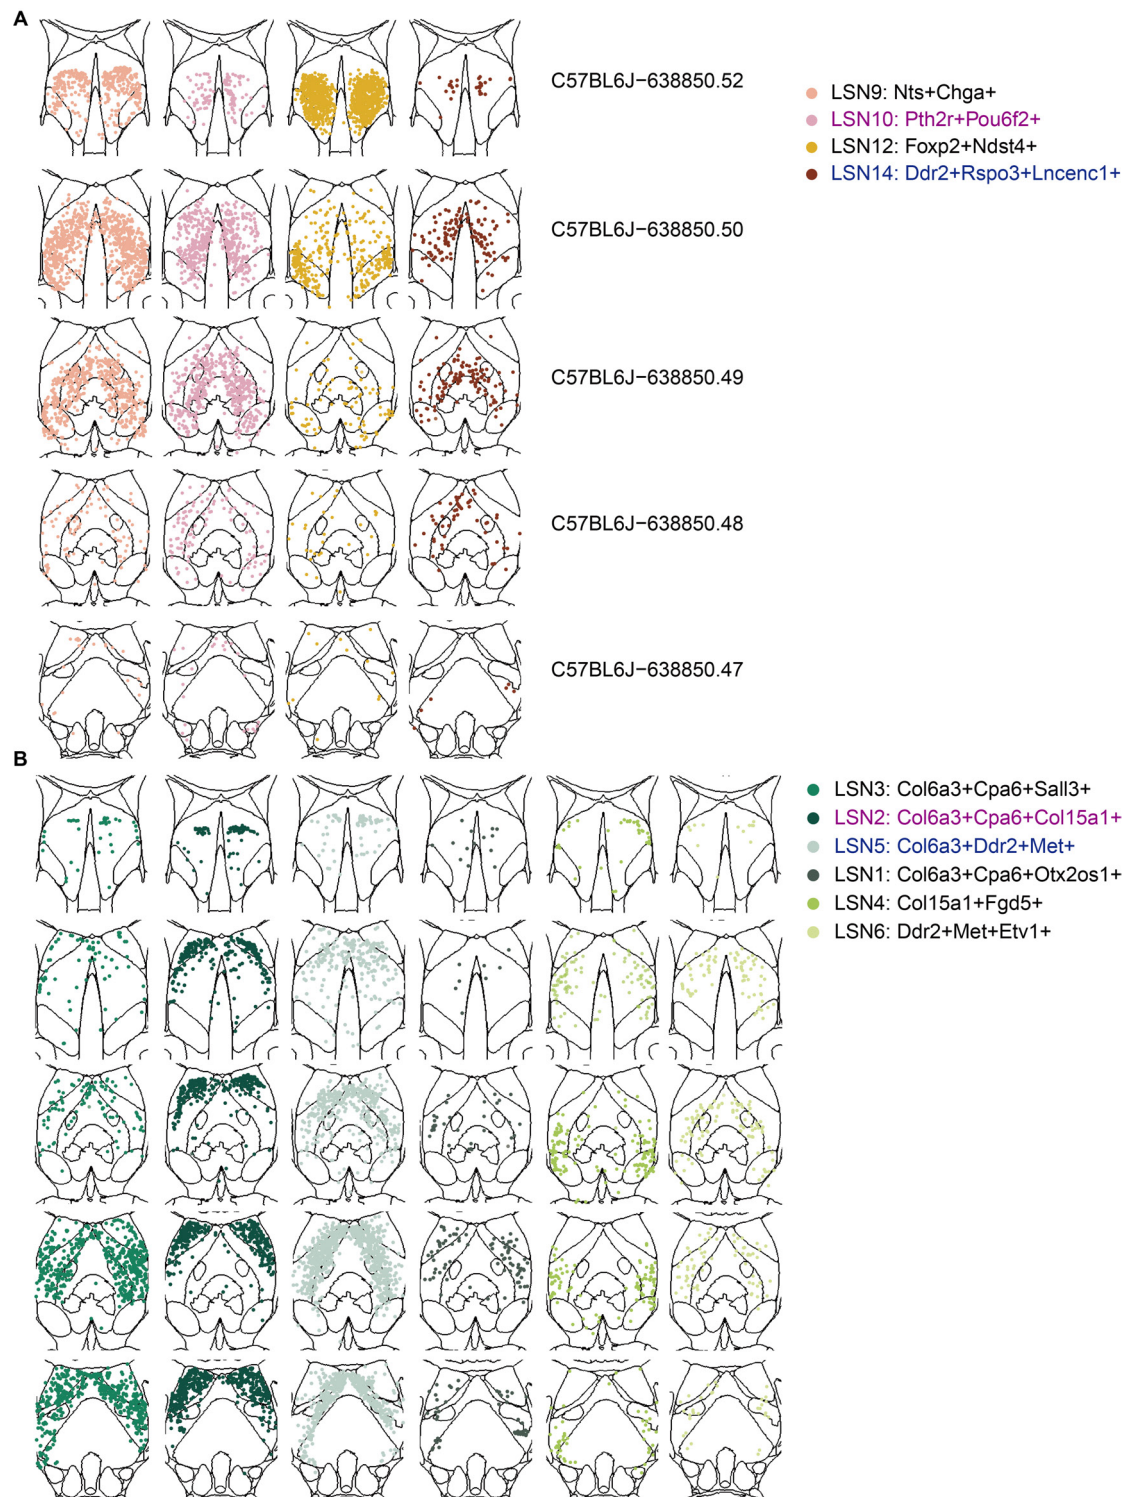 A
C57BL6J−638850.52
LSN9: Nts+Chga+
LSN10: Pth2r+Pou6f2+
LSN12: Foxp2+Ndst4+
LSN14: Ddr2+Rspo3+Lncenc1+
C57BL6J−638850.50
C57BL6J−638850.49
C57BL6J−638850.48
C57BL6J−638850.47
B
LSN3: Col6a3+Cpa6+Sall3+
LSN2: Col6a3+Cpa6+Col15a1+
LSN5: Col6a3+Ddr2+Met+
LSN1: Col6a3+Cpa6+Otx2os1+
LSN4: Col15a1+Fgd5+
LSN6: Ddr2+Met+Etv1+